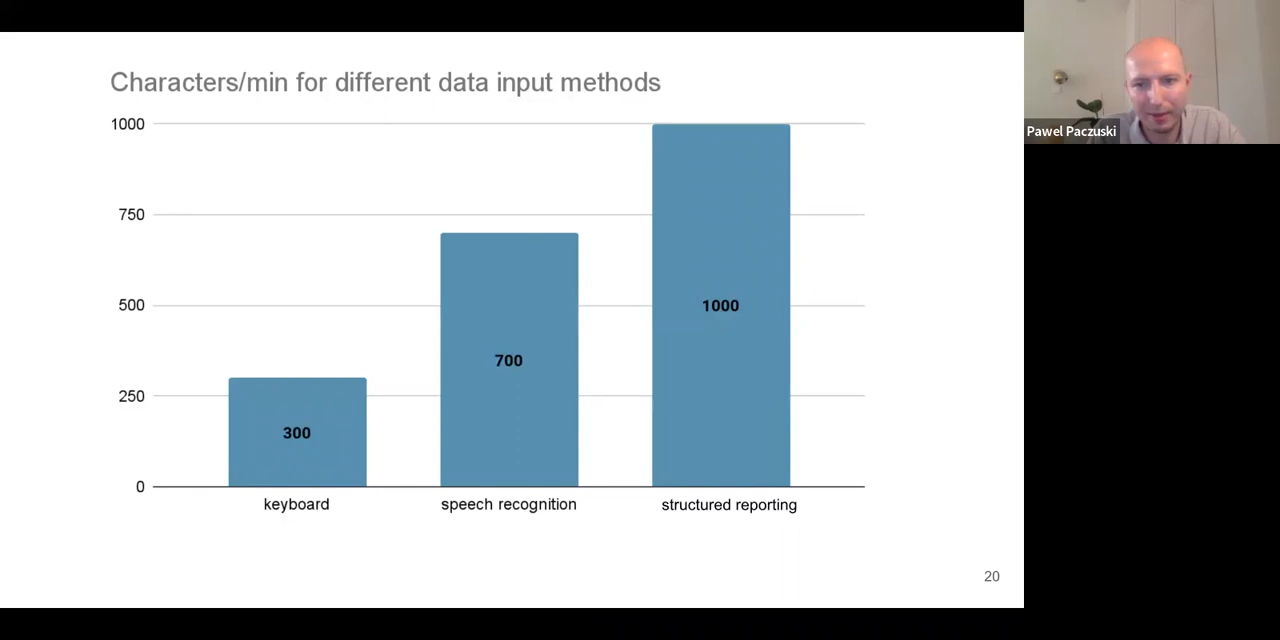 Characters/min for different data input methods
1000
750
500
250
0
300
700
1000
keyboard
speech recognition
structured reporting
20
Pawel Paczuski